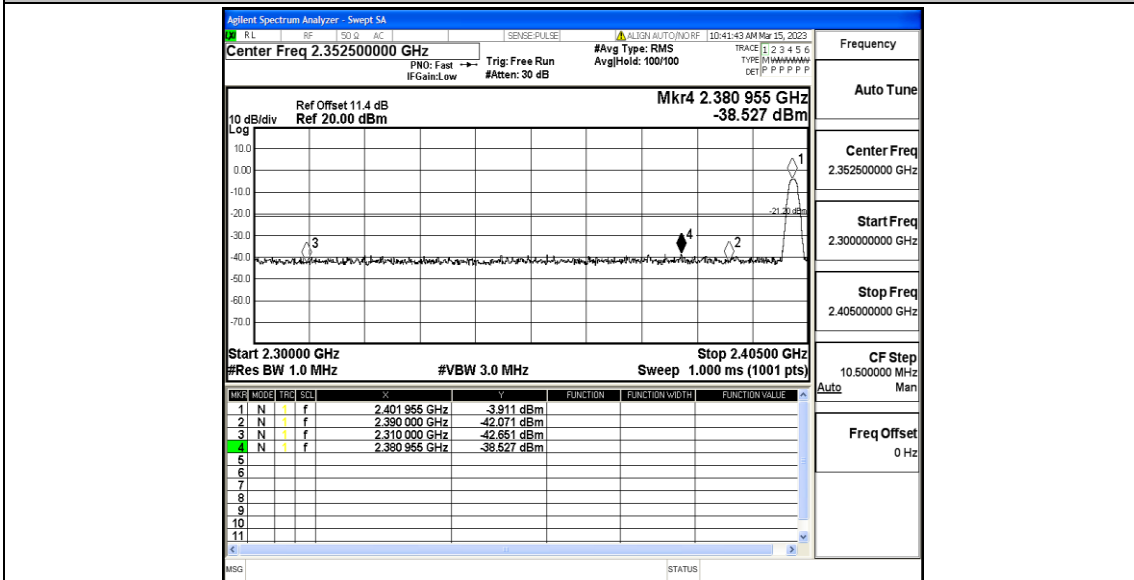 Agilent Spectrum Analyzer - Swept SA
RL RF 50 Ω AC SENSE:PULSE ALIGN AUTO/NO RF 10:41:43 AM Mar 15, 2023
Center Freq 2.352500000 GHz
PNO: Fast
IFGain:Low
Trig: Free Run
#Atten: 30 dB
#Avg Type: RMS
Avg|Hold: 100/100
TRACE 1 2 3 4 5 6
TYPE
DET P P P P P P
Ref Offset 11.4 dB
Ref 20.00 dBm
10 dB/div
Log
Mkr4 2.380 955 GHz
-38.527 dBm
10.0
0.00
-10.0
-20.0
-30.0
-40.0
-50.0
-60.0
-70.0
1
-21.20 dBm
3
4
2
Start 2.30000 GHz
Stop 2.40500 GHz
#Res BW 1.0 MHz
#VBW 3.0 MHz
Sweep 1.000 ms (1001 pts)
MKR MODE TRC SCL X Y FUNCTION FUNCTION WIDTH FUNCTION VALUE
1 N 1 f 2.401 955 GHz -3.911 dBm
2 N 1 f 2.390 000 GHz -42.071 dBm
3 N 1 f 2.310 000 GHz -42.651 dBm
4 N 1 f 2.380 955 GHz -38.527 dBm
5
6
7
8
9
10
11
MSG
STATUS
Frequency
Auto Tune
Center Freq
2.352500000 GHz
Start Freq
2.300000000 GHz
Stop Freq
2.405000000 GHz
CF Step
10.500000 MHz
Auto Man
Freq Offset
0 Hz